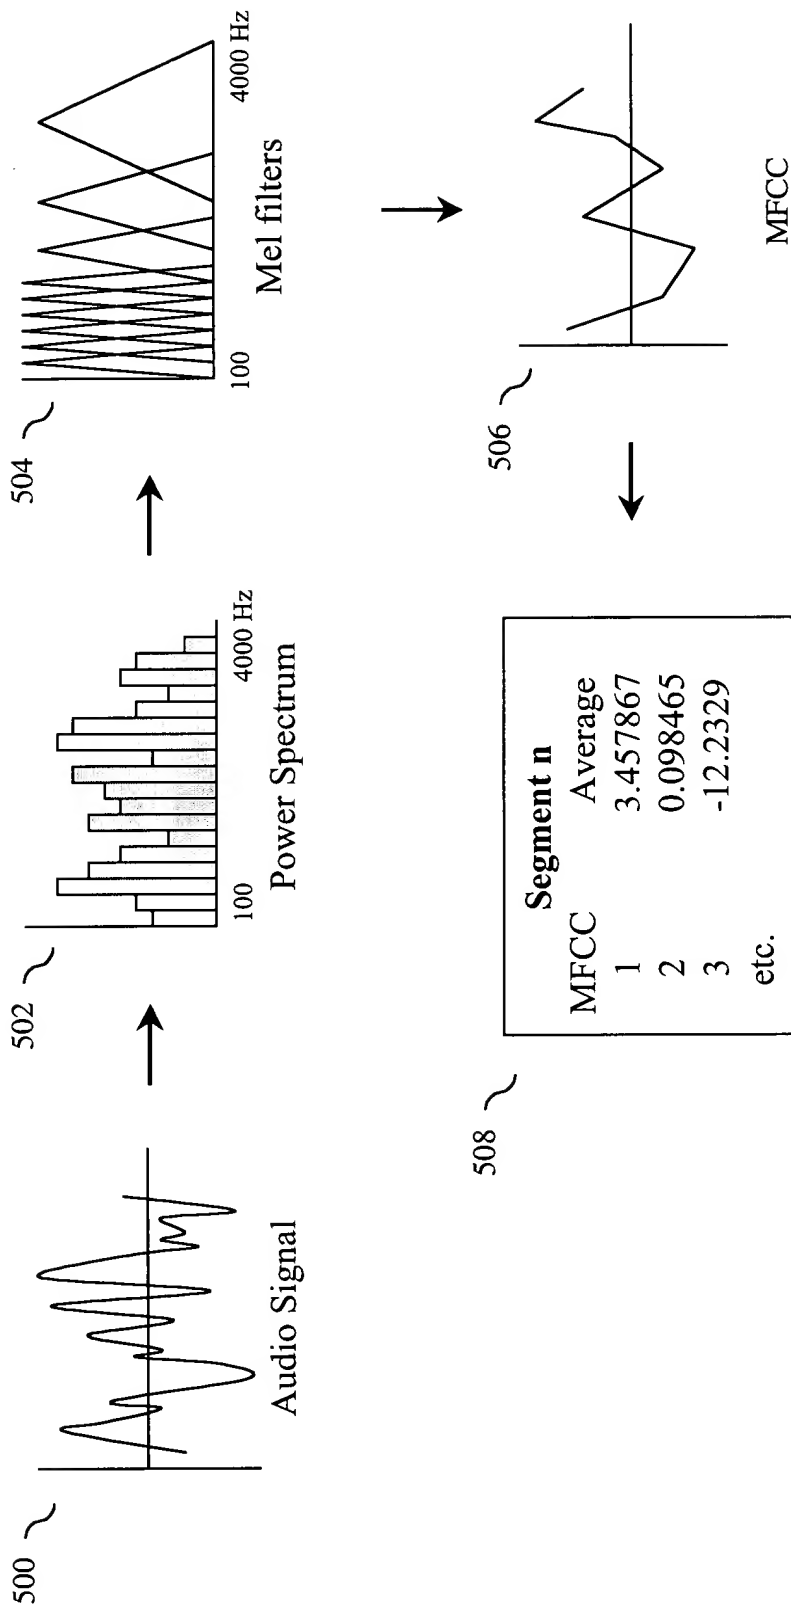 500
Audio Signal
502
100
4000 Hz
Power Spectrum
504
100
4000 Hz
Mel filters
506
MFCC
508
Segment n
MFCC Average
1 3.457867
2 0.098465
3 -12.2329
etc.